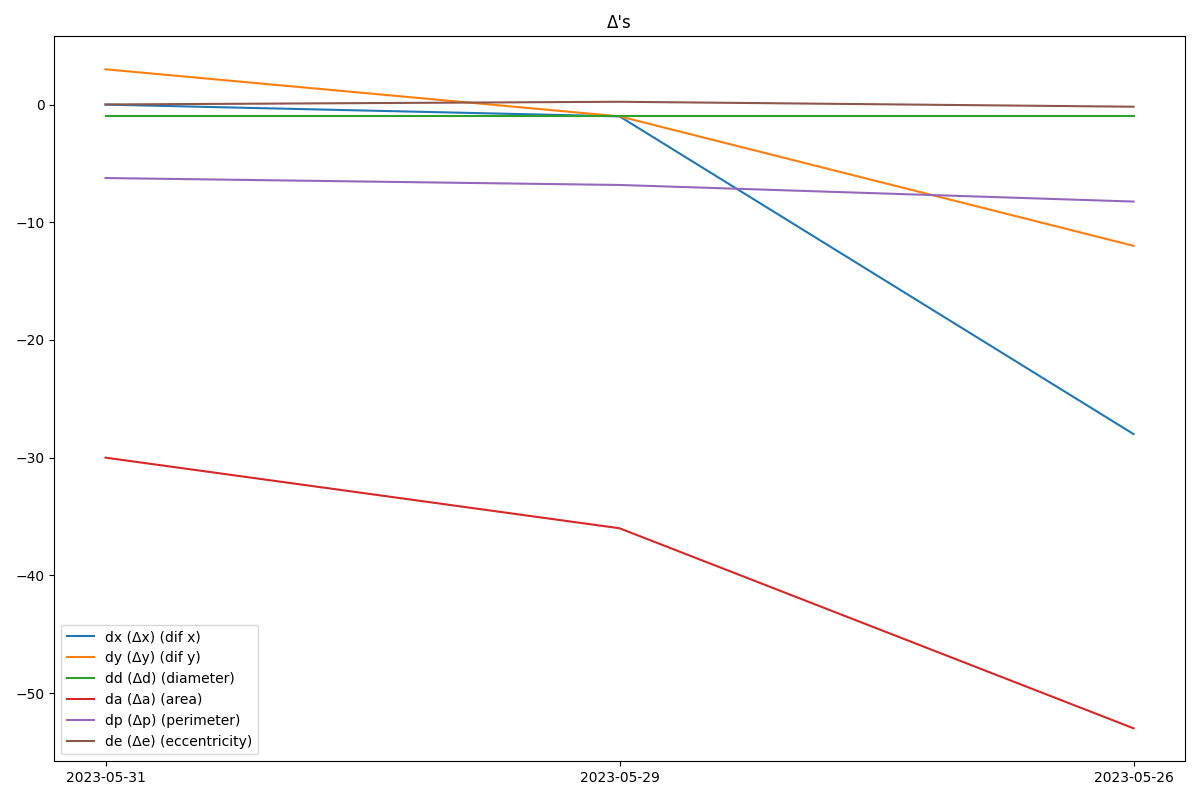 Δ's
0
−10
−20
−30
−40
−50
dx (Δx) (dif x)
dy (Δy) (dif y)
dd (Δd) (diameter)
da (Δa) (area)
dp (Δp) (perimeter)
de (Δe) (eccentricity)
2023-05-31
2023-05-29
2023-05-26